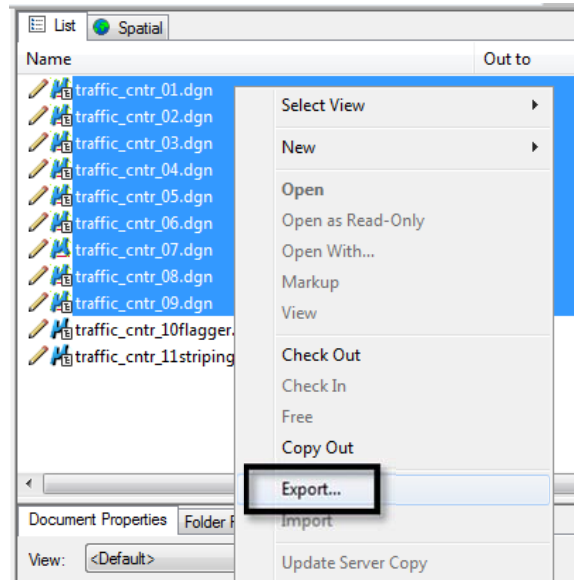 List Spatial
Name Out to
traffic_cntr_01.dgn
traffic_cntr_02.dgn
traffic_cntr_03.dgn
traffic_cntr_04.dgn
traffic_cntr_05.dgn
traffic_cntr_06.dgn
traffic_cntr_07.dgn
traffic_cntr_08.dgn
traffic_cntr_09.dgn
traffic_cntr_10flagger.
traffic_cntr_11striping
Select View
New
Open
Open as Read-Only
Open With...
Markup
View
Check Out
Check In
Free
Copy Out
Export...
Import
Update Server Copy
Document Properties Folder
View: <Default>